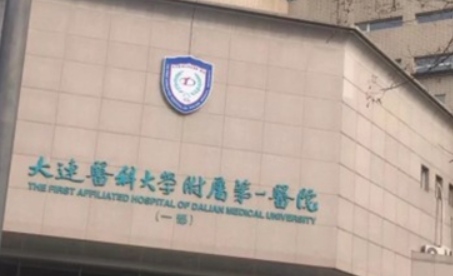 大连医科大学附属第一醫院
THE FIRST AFFILIATED HOSPITAL OF DALIAN MEDICAL UNIVERSITY
(一部)